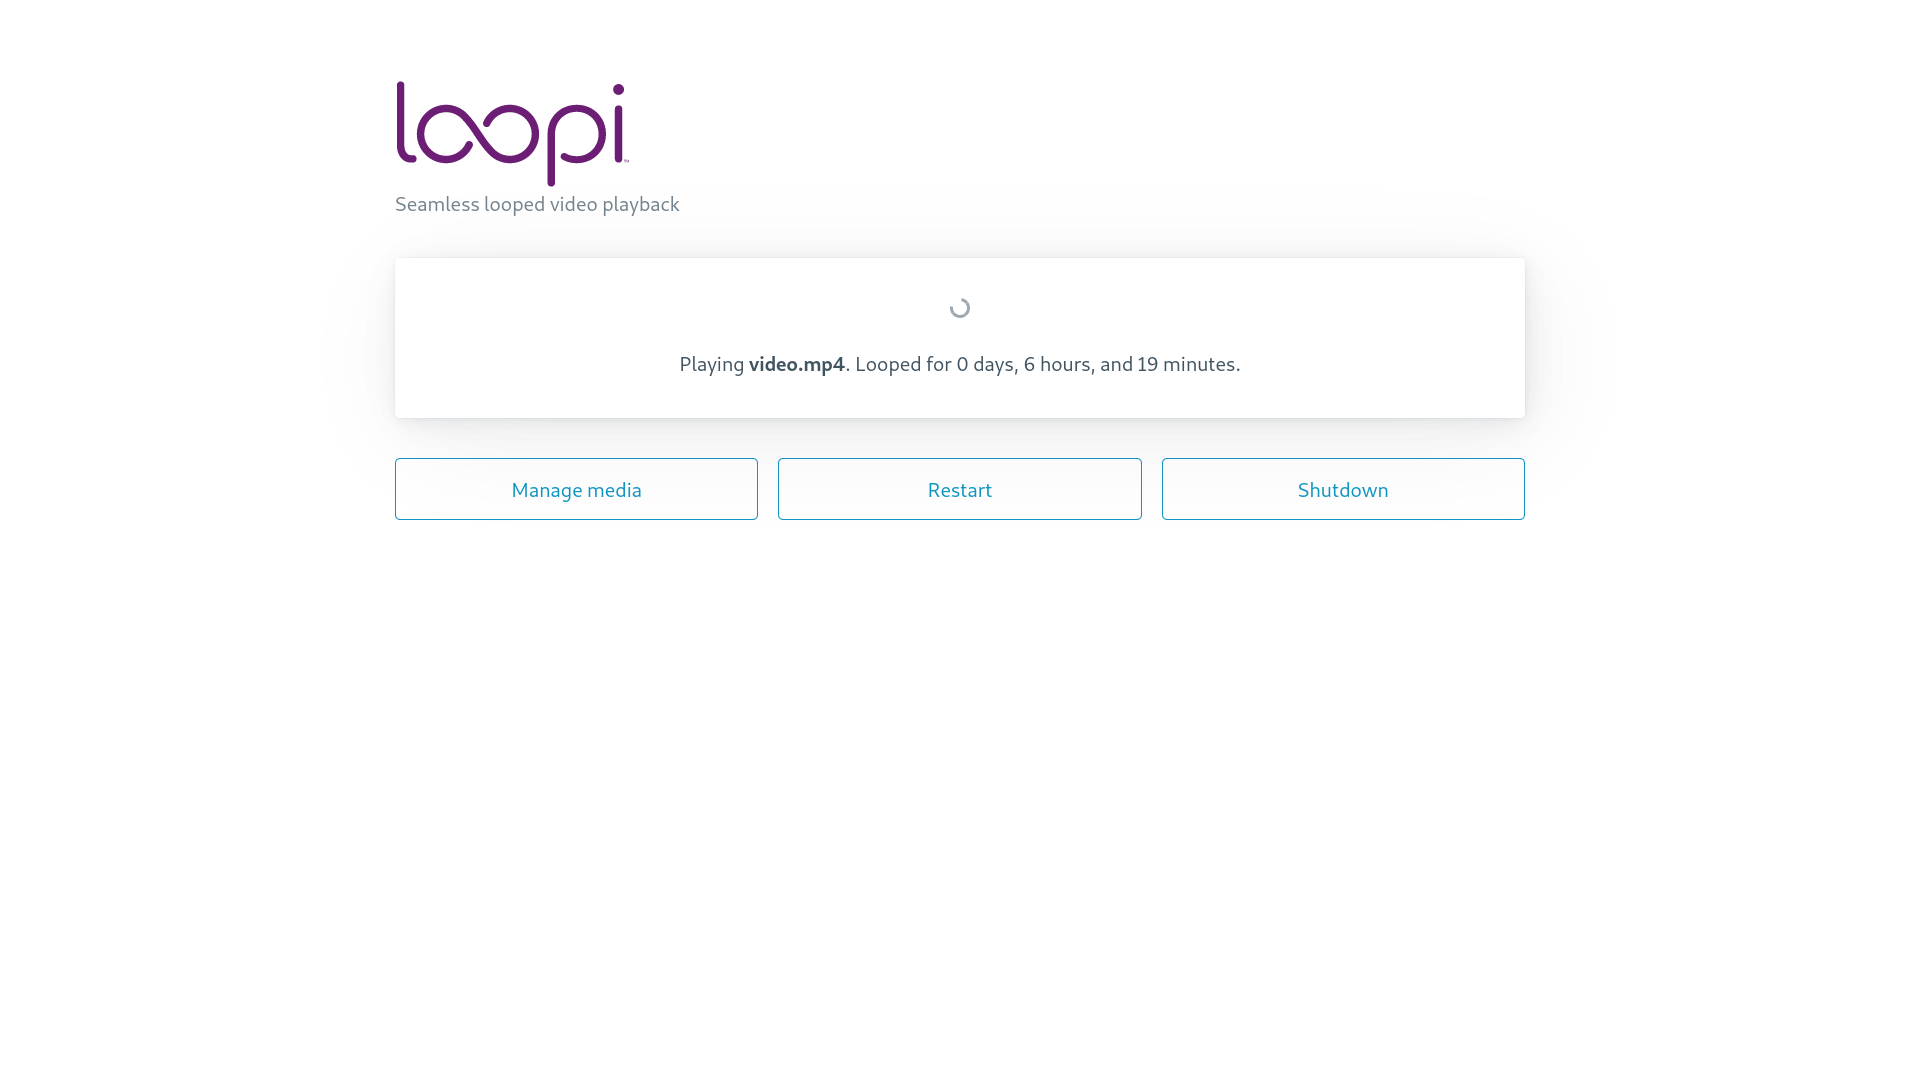 loopi
Seamless looped video playback
Playing video.mp4. Looped for 0 days, 6 hours, and 19 minutes.
Manage media
Restart
Shutdown